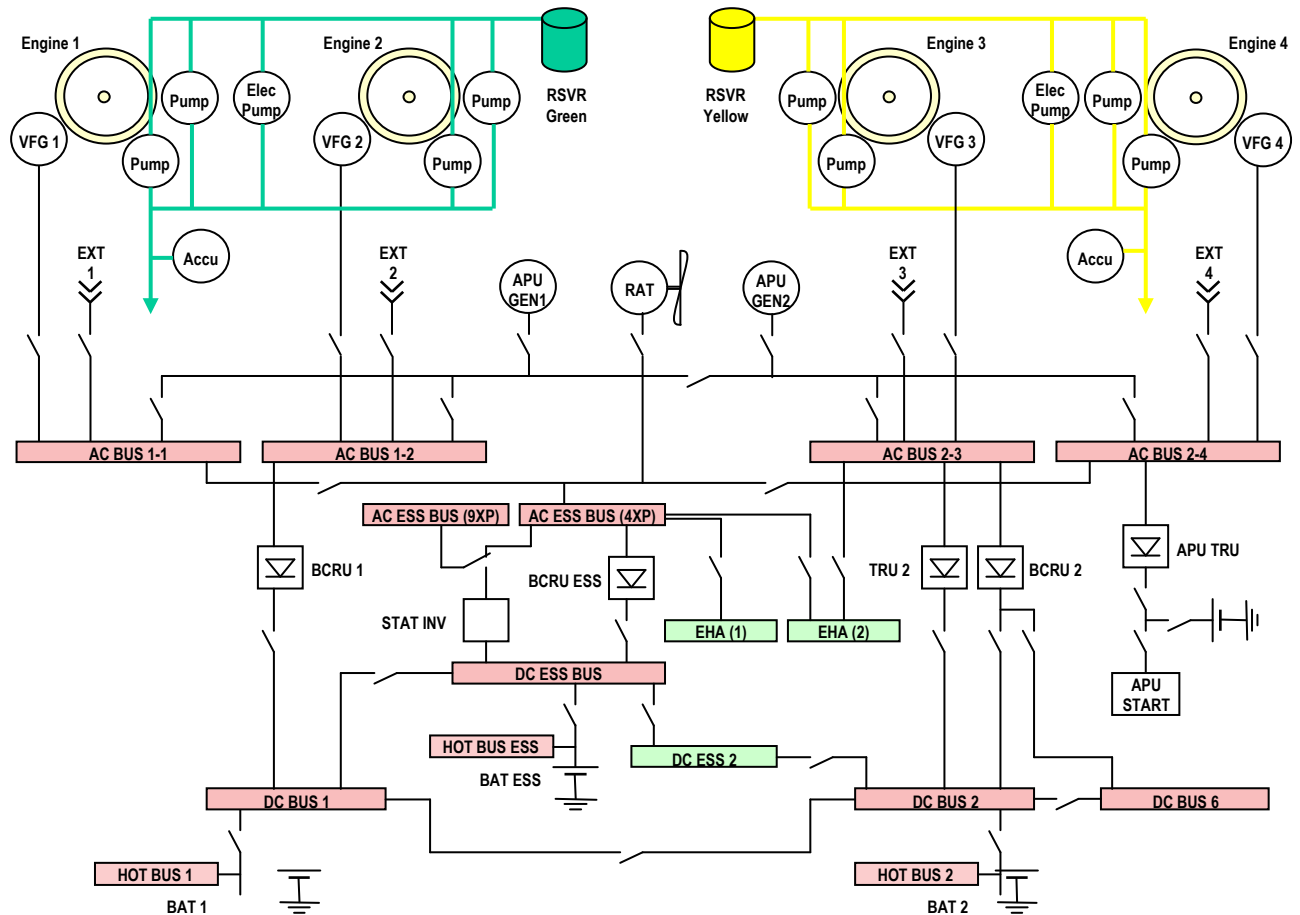 Engine 1
Engine 2
Engine 3
Engine 4
Pump
Elec
Pump
Pump
RSVR
Green
RSVR
Yellow
Pump
Elec
Pump
Pump
VFG 1
Pump
VFG 2
Pump
Pump
VFG 3
Pump
VFG 4
Accu
Accu
EXT
1
EXT
2
APU
GEN1
RAT
APU
GEN2
EXT
3
EXT
4
AC BUS 1-1
AC BUS 1-2
AC BUS 2-3
AC BUS 2-4
AC ESS BUS (9XP)
AC ESS BUS (4XP)
BCRU 1
BCRU ESS
TRU 2
BCRU 2
APU TRU
STAT INV
EHA (1)
EHA (2)
DC ESS BUS
APU
START
HOT BUS ESS
DC ESS 2
BAT ESS
DC BUS 1
DC BUS 2
DC BUS 6
HOT BUS 1
HOT BUS 2
BAT 1
BAT 2